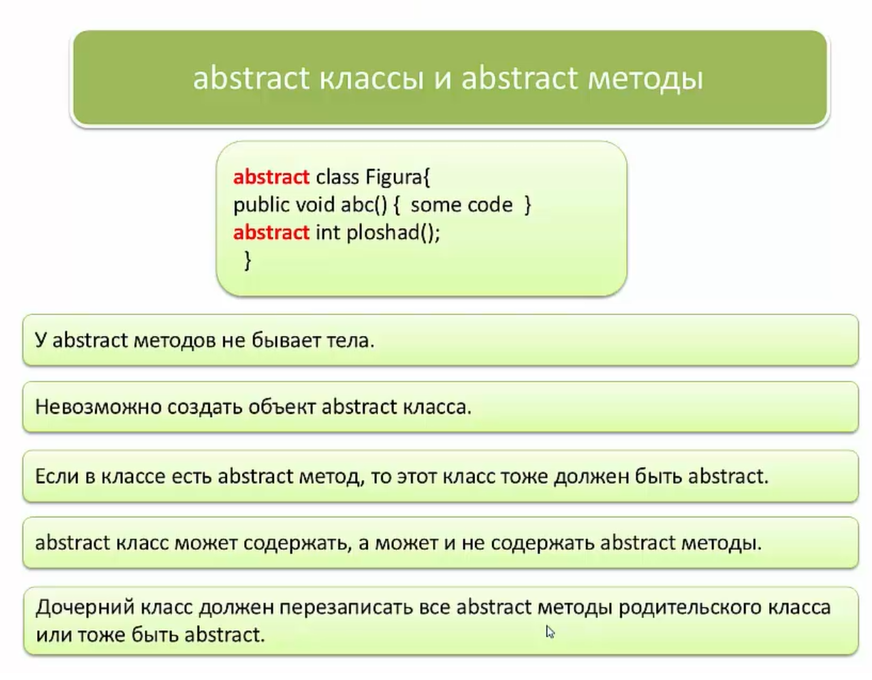 abstract классы и abstract методы
abstract class Figura{
public void abc() { some code }
abstract int ploshad();
}
У abstract методов не бывает тела.
Невозможно создать объект abstract класса.
Если в классе есть abstract метод, то этот класс тоже должен быть abstract.
abstract класс может содержать, а может и не содержать abstract методы.
Дочерний класс должен перезаписать все abstract методы родительского класса
или тоже быть abstract.